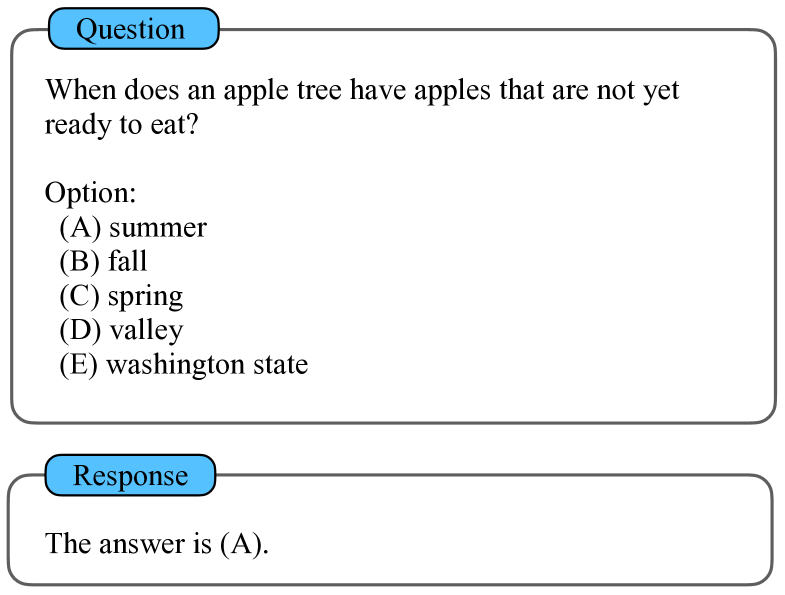 Question
When does an apple tree have apples that are not yet
ready to eat?
Option:
(A) summer
(B) fall
(C) spring
(D) valley
(E) washington state
Response
The answer is (A).